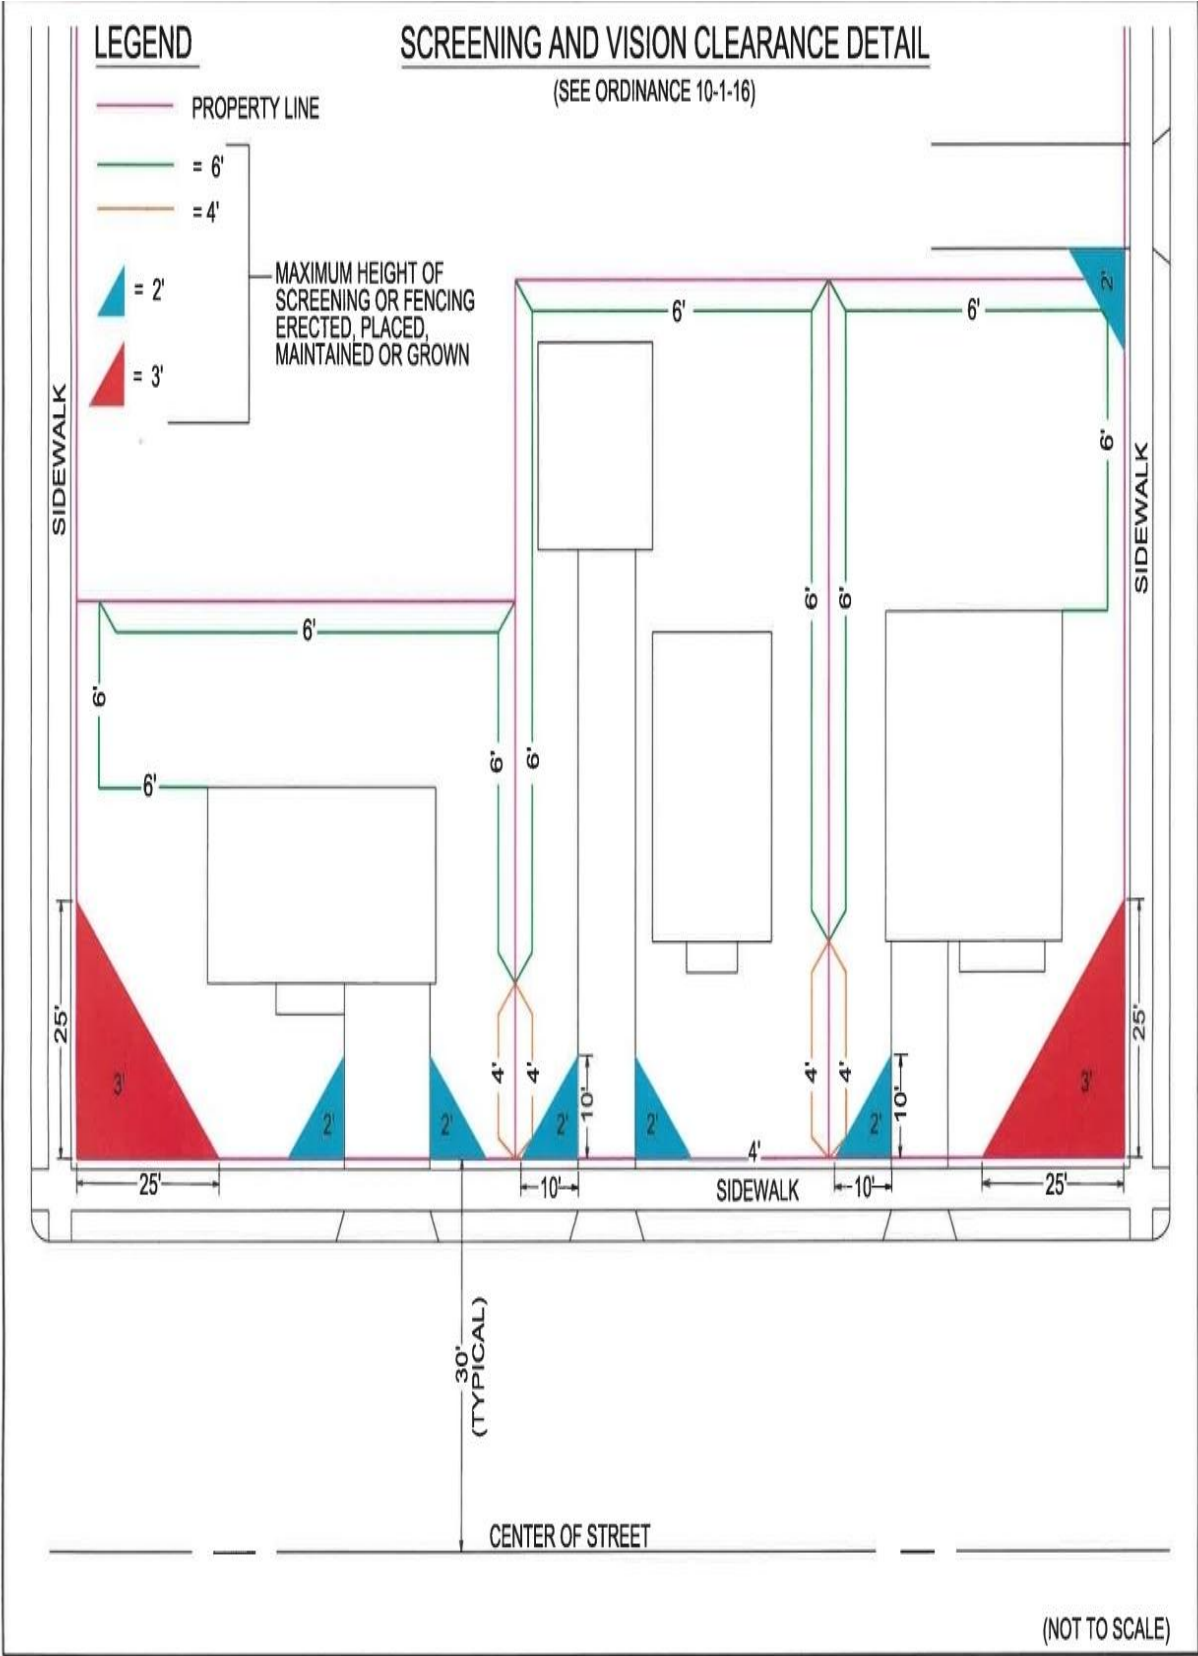 LEGEND
SCREENING AND VISION CLEARANCE DETAIL
(SEE ORDINANCE 10-1-16)
PROPERTY LINE
= 6'
= 4'
= 2'
= 3'
MAXIMUM HEIGHT OF
SCREENING OR FENCING
ERECTED, PLACED,
MAINTAINED OR GROWN
SIDEWALK
SIDEWALK
2'
6'
6'
6'
6'
6'
6'
6'
6'
6'
6'
6'
25'
25'
3'
2'
2'
4'
4'
2'
10'
2'
4'
4'
4'
2'
10'
3'
25'
10'
SIDEWALK
10'
25'
30'
(TYPICAL)
CENTER OF STREET
(NOT TO SCALE)